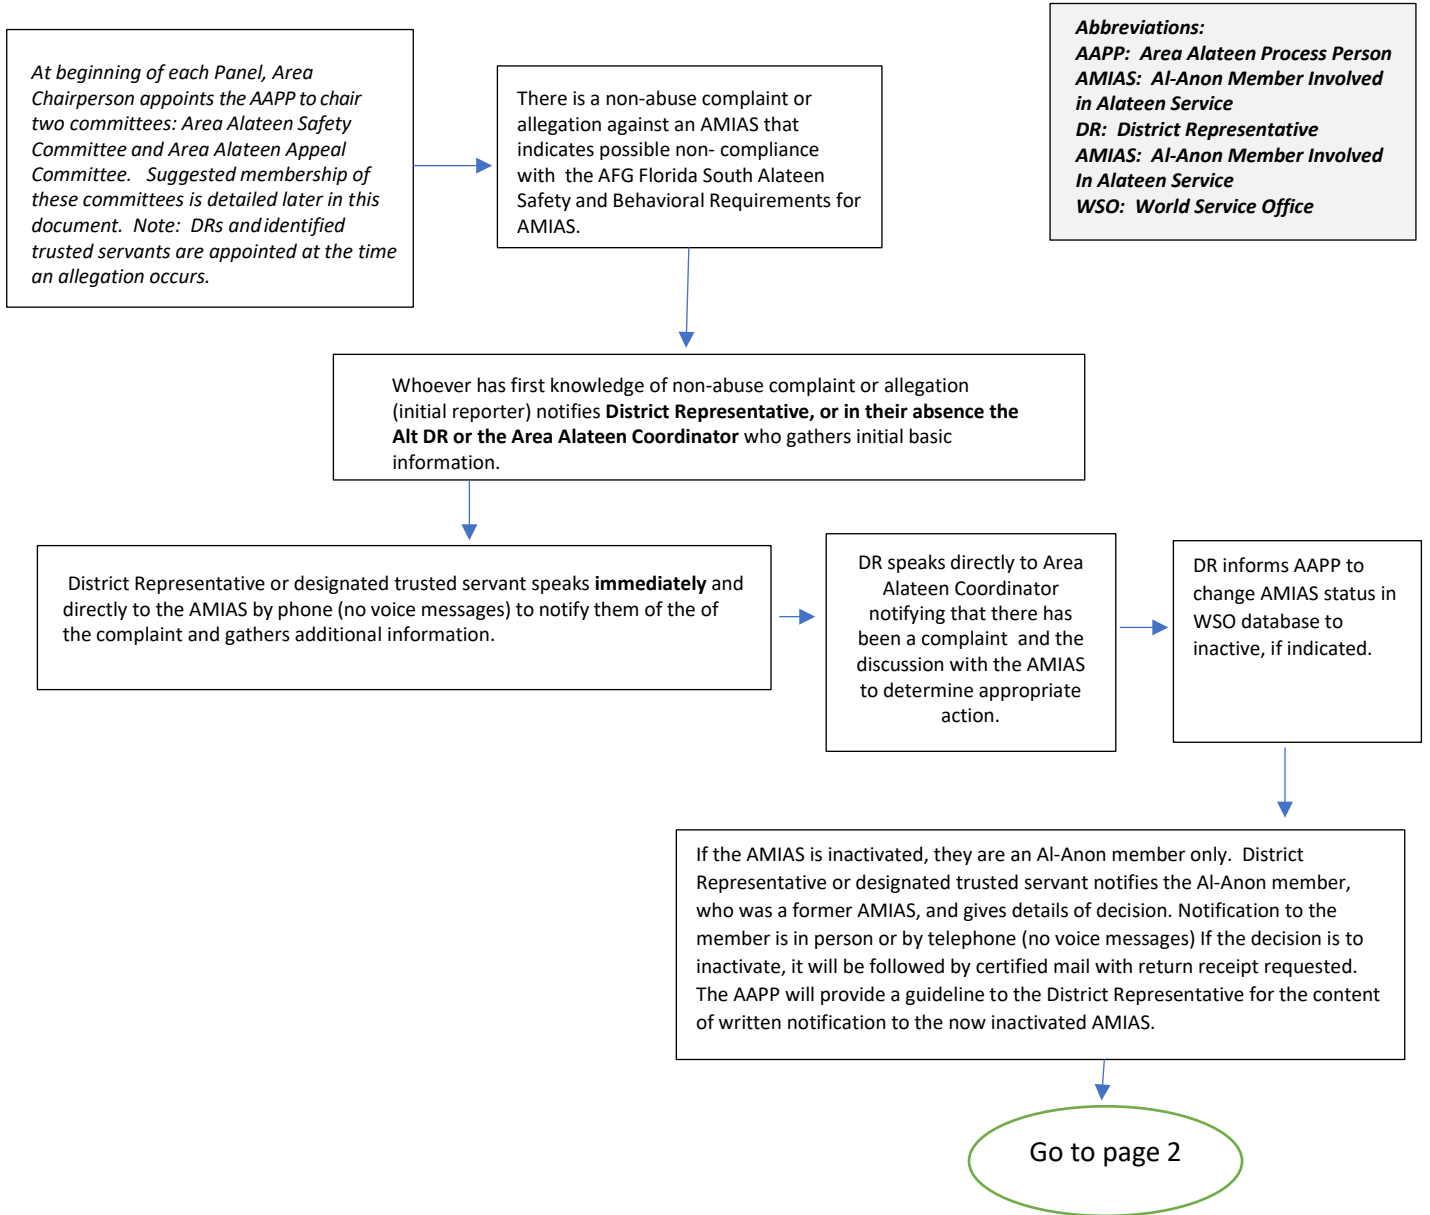 At beginning of each Panel, Area
Chairperson appoints the AAPP to chair
two committees: Area Alateen Safety
Committee and Area Alateen Appeal
Committee. Suggested membership of
these committees is detailed later in this
document. Note: DRs and identified
trusted servants are appointed at the time
an allegation occurs.
There is a non-abuse complaint or
allegation against an AMIAS that
indicates possible non- compliance
with the AFG Florida South Alateen
Safety and Behavioral Requirements for
AMIAS.
Abbreviations:
AAPP: Area Alateen Process Person
AMIAS: Al-Anon Member Involved
in Alateen Service
DR: District Representative
AMIAS: Al-Anon Member Involved
In Alateen Service
WSO: World Service Office
Whoever has first knowledge of non-abuse complaint or allegation
(initial reporter) notifies District Representative, or in their absence the
Alt DR or the Area Alateen Coordinator who gathers initial basic
information.
District Representative or designated trusted servant speaks immediately and
directly to the AMIAS by phone (no voice messages) to notify them of the of
the complaint and gathers additional information.
DR speaks directly to Area
Alateen Coordinator
notifying that there has
been a complaint and the
discussion with the AMIAS
to determine appropriate
action.
DR informs AAPP to
change AMIAS status in
WSO database to
inactive, if indicated.
If the AMIAS is inactivated, they are an Al-Anon member only. District
Representative or designated trusted servant notifies the Al-Anon member,
who was a former AMIAS, and gives details of decision. Notification to the
member is in person or by telephone (no voice messages) If the decision is to
inactivate, it will be followed by certified mail with return receipt requested.
The AAPP will provide a guideline to the District Representative for the content
of written notification to the now inactivated AMIAS.
Go to page 2